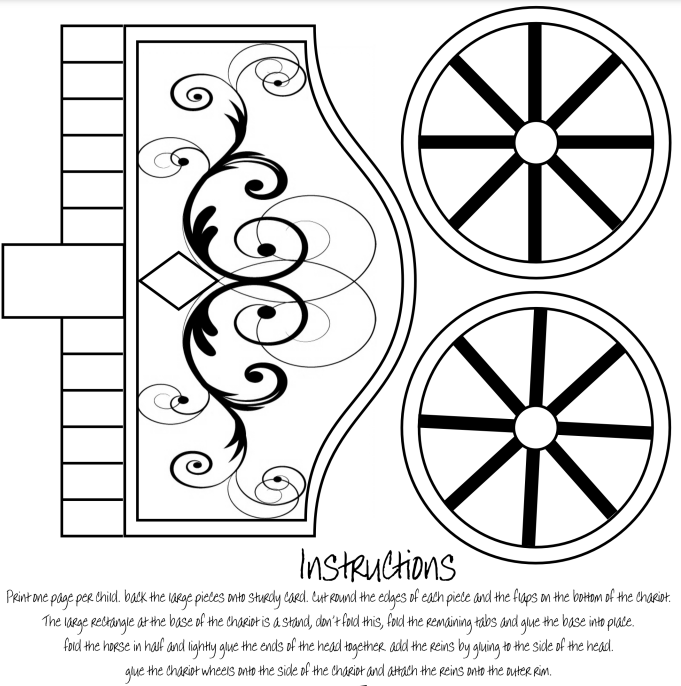 Instructions
Print one page per child. back the large pieces onto sturdy card. cut round the edges of each piece and the flaps on the bottom of the chariot.
The large rectangle at the base of the chariot is a stand, don't fold this, fold the remaining tabs and glue the base into place.
fold the horse in half and lightly glue the ends of the head together. add the reins by gluing to the side of the head.
glue the chariot wheels onto the side of the chariot and attach the reins onto the outer rim.